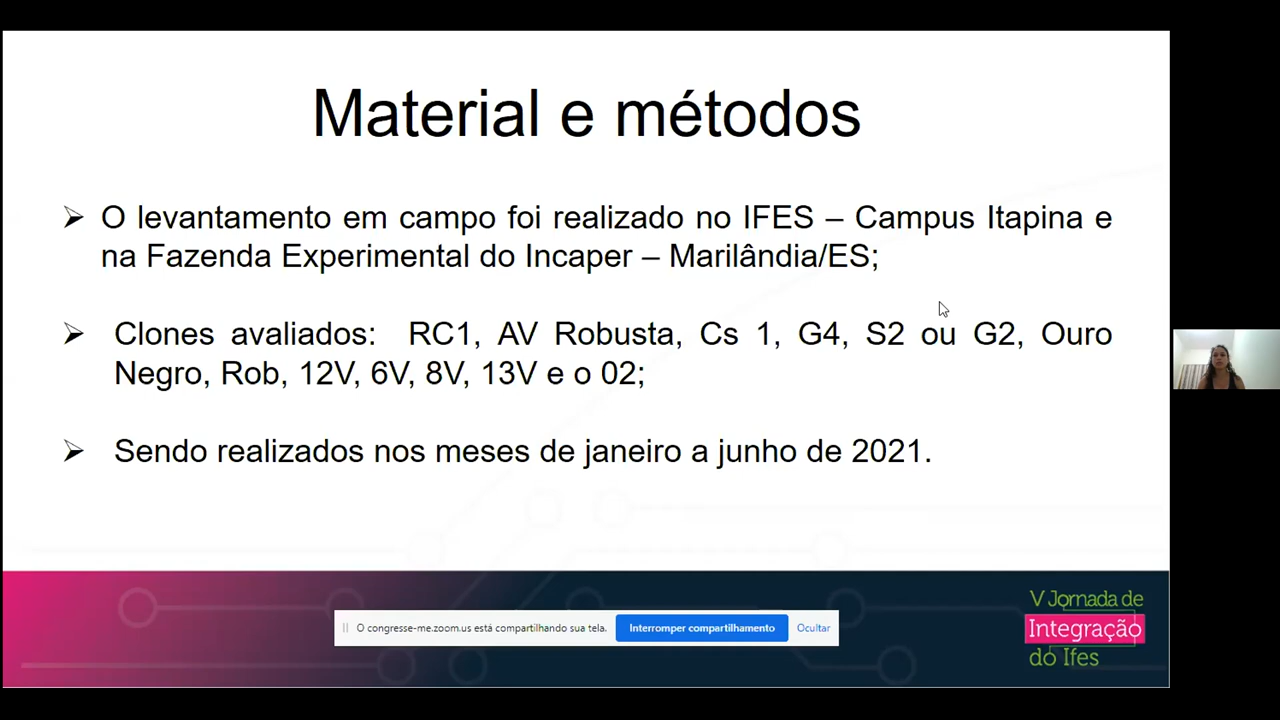 Material e métodos
O levantamento em campo foi realizado no IFES – Campus Itapina e
na Fazenda Experimental do Incaper – Marilândia/ES;
Clones avaliados: RC1, AV Robusta, Cs 1, G4, S2 ou G2, Ouro
Negro, Rob, 12V, 6V, 8V, 13V e o 02;
Sendo realizados nos meses de janeiro a junho de 2021.
O congresse-me.zoom.us está compartilhando sua tela. Interromper compartilhamento Ocultar
V Jornada de
Integração
do Ifes